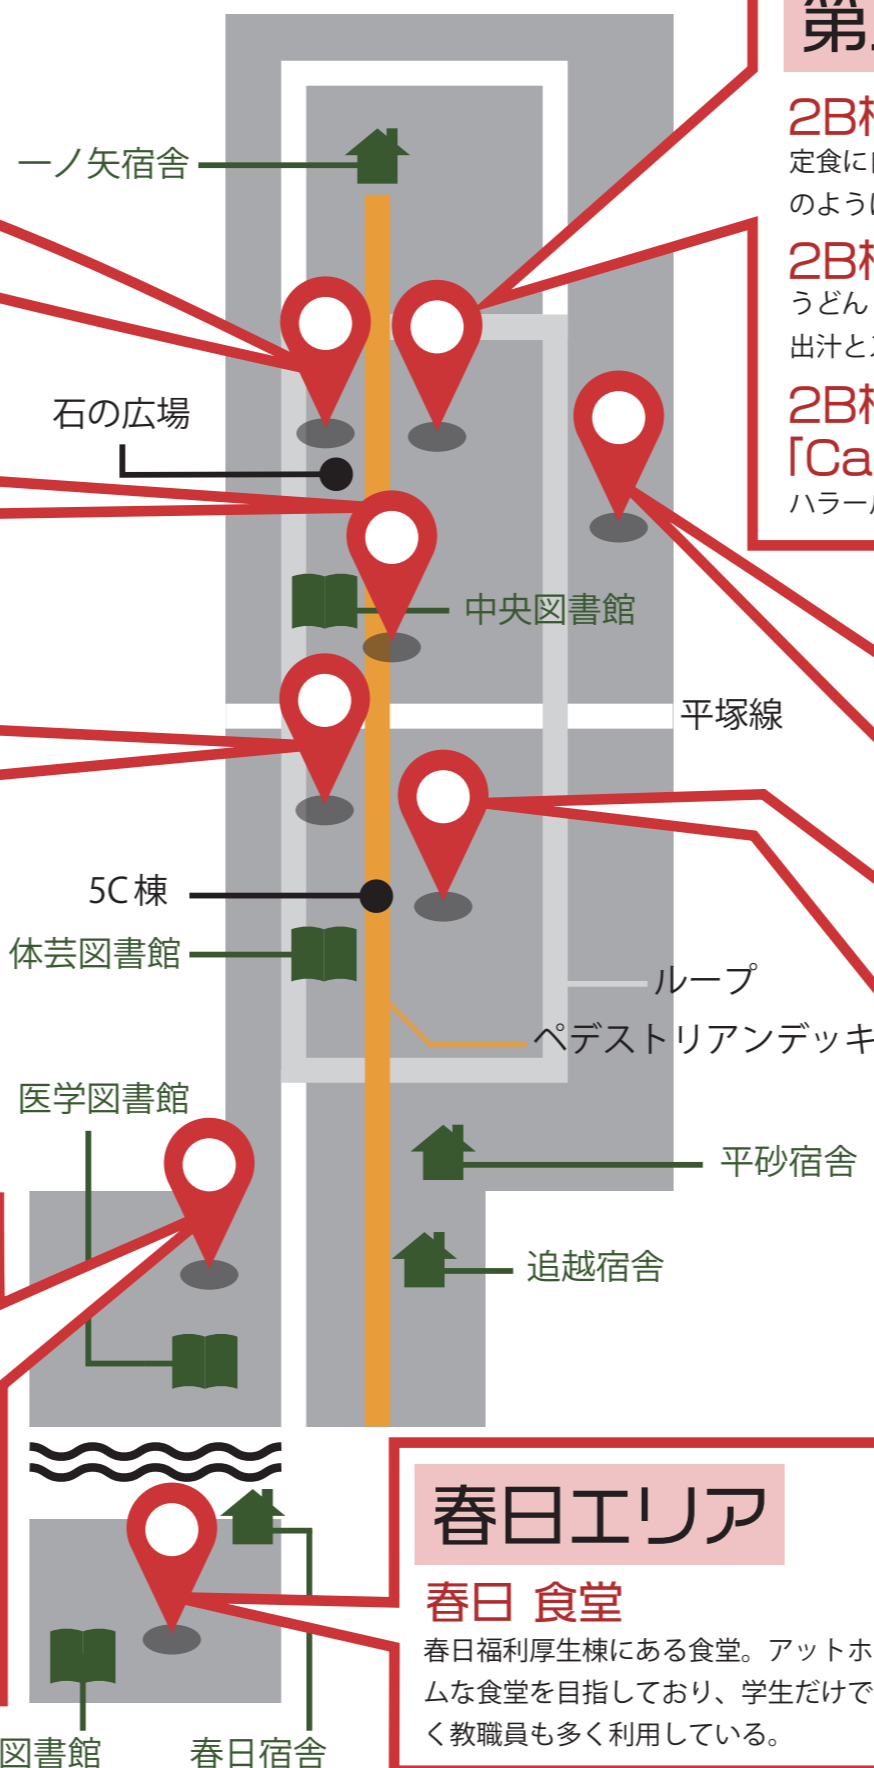 第
2B
定食に
のよう
2B
うどん
出汁と
2B
「Ca
ハラー
一ノ矢宿舎
石の広場
中央図書館
平塚線
5C棟
体芸図書館
ループ
ペデストリアンデッキ
医学図書館
平砂宿舎
追越宿舎
春日エリア
春日 食堂
春日福利厚生棟にある食堂。アットホ
ムな食堂を目指しており、学生だけで
く教職員も多く利用している。
図書館
春日宿舎